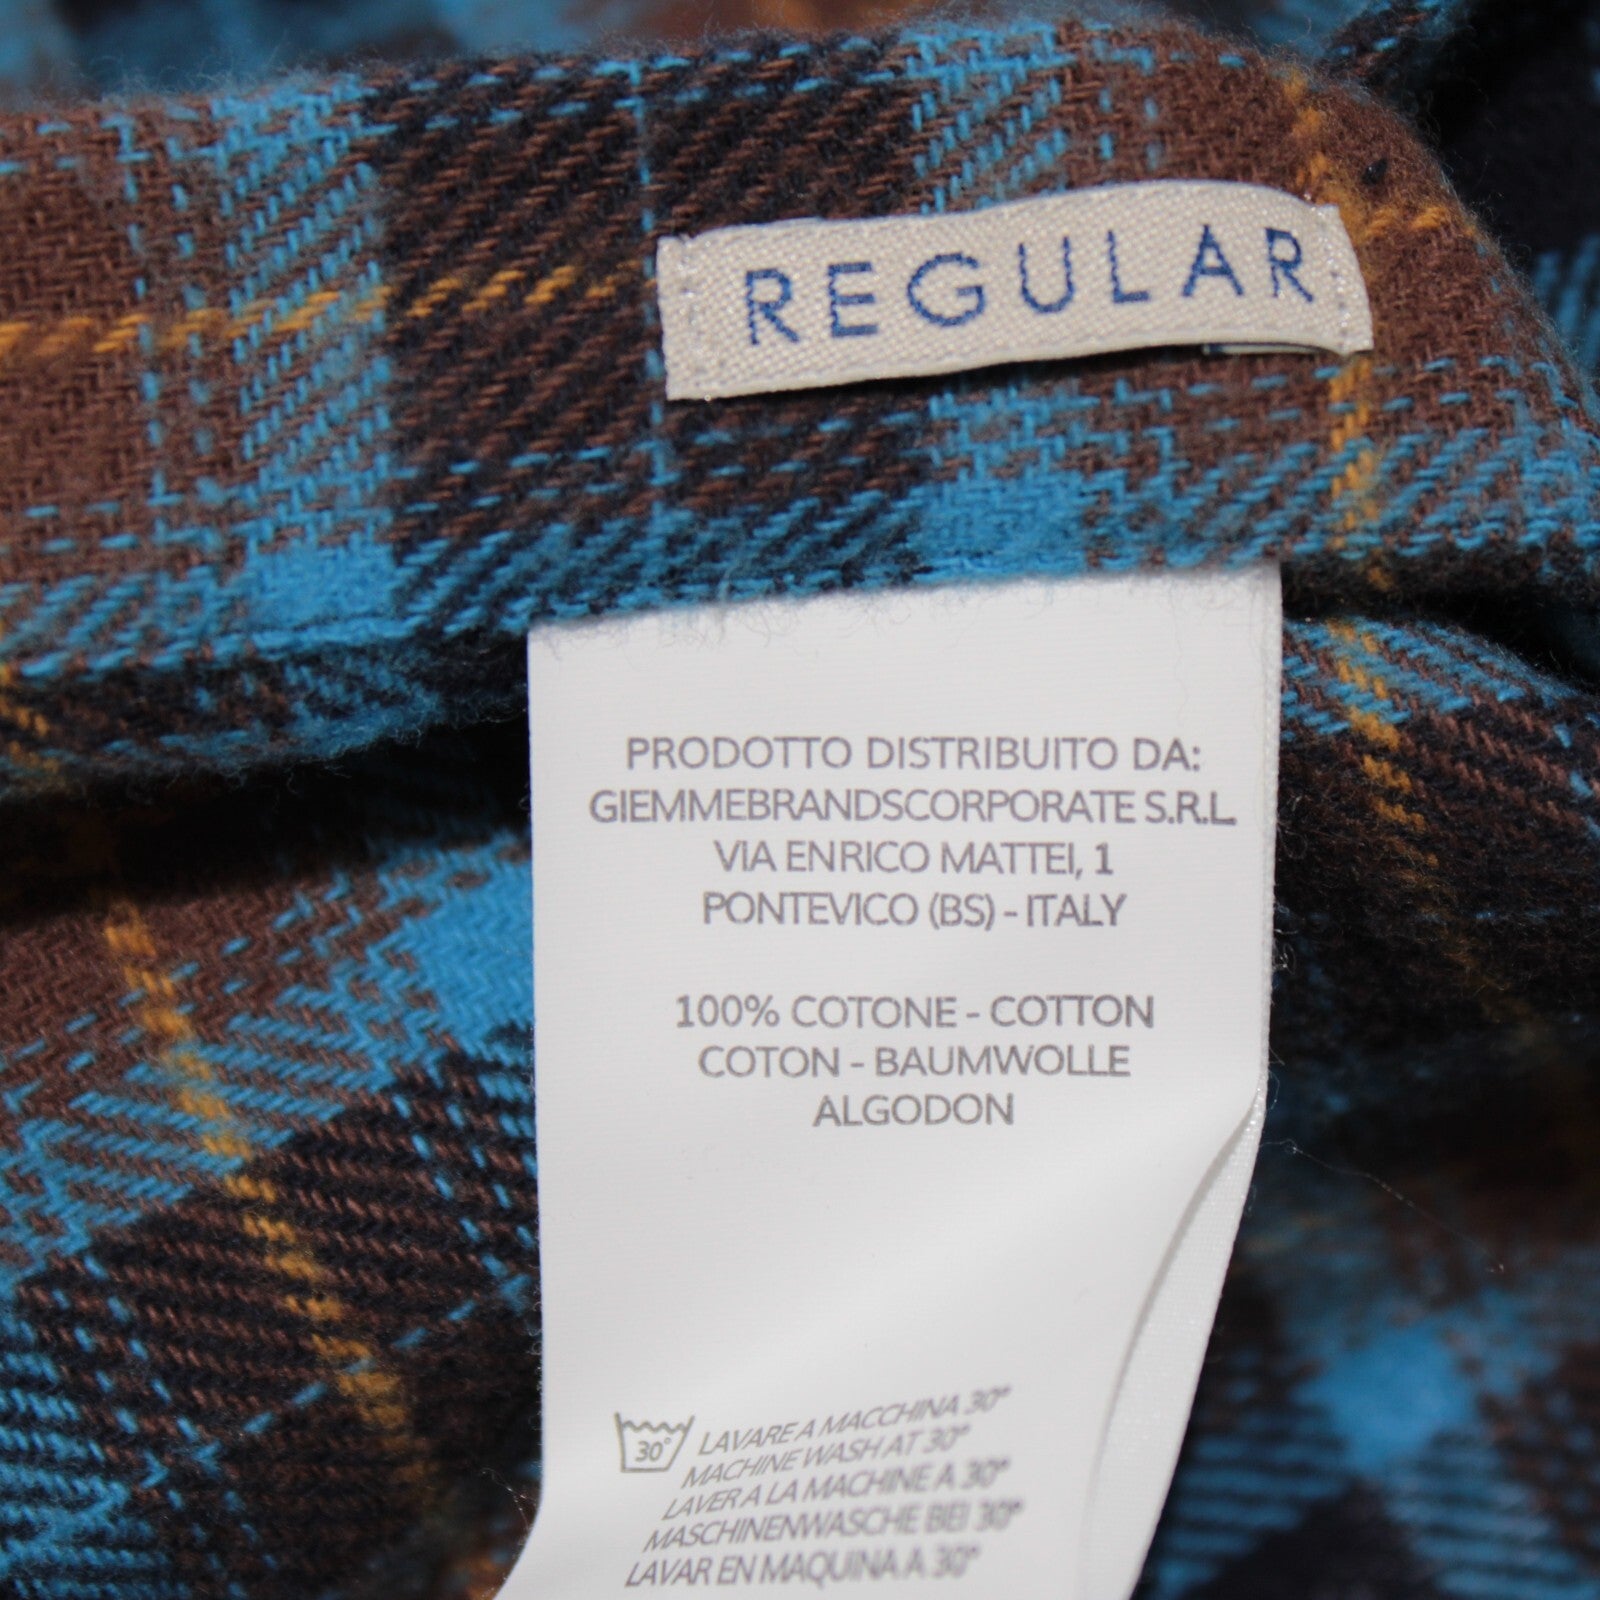 REGULAR
PRODOTTO DISTRIBUITO DA:
GIEMMEBRANDSCORPORATE S.R.L.
VIA ENRICO MATTEI, 1
PONTEVICO (BS) - ITALY
100% COTONE - COTTON
COTON - BAUMWOLLE
ALGODON
30° LAVARE A MACCHINA 30°
MACHINE WASH AT 30°
LAVER A LA MACHINE A 30°
MASCHINENWASCHE BEI 30°
LAVAR EN MAQUINA A 30°